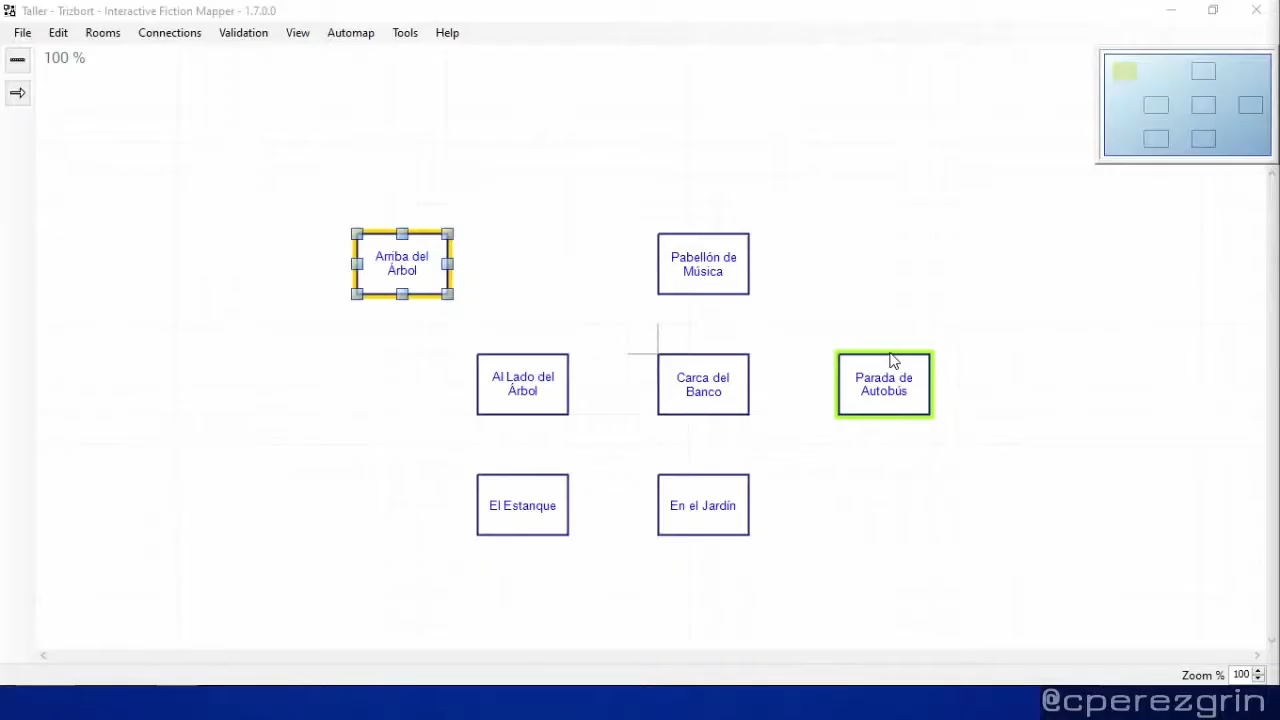 Taller - Trizbort - Interactive Fiction Mapper - 1.7.0.0
File Edit Rooms Connections Validation View Automap Tools Help
100 %
Arriba del
Árbol
Pabellón de
Música
Al Lado del
Árbol
Carca del
Banco
Parada de
Autobús
El Estanque
En el Jardín
Zoom % 100
@cperezgrin